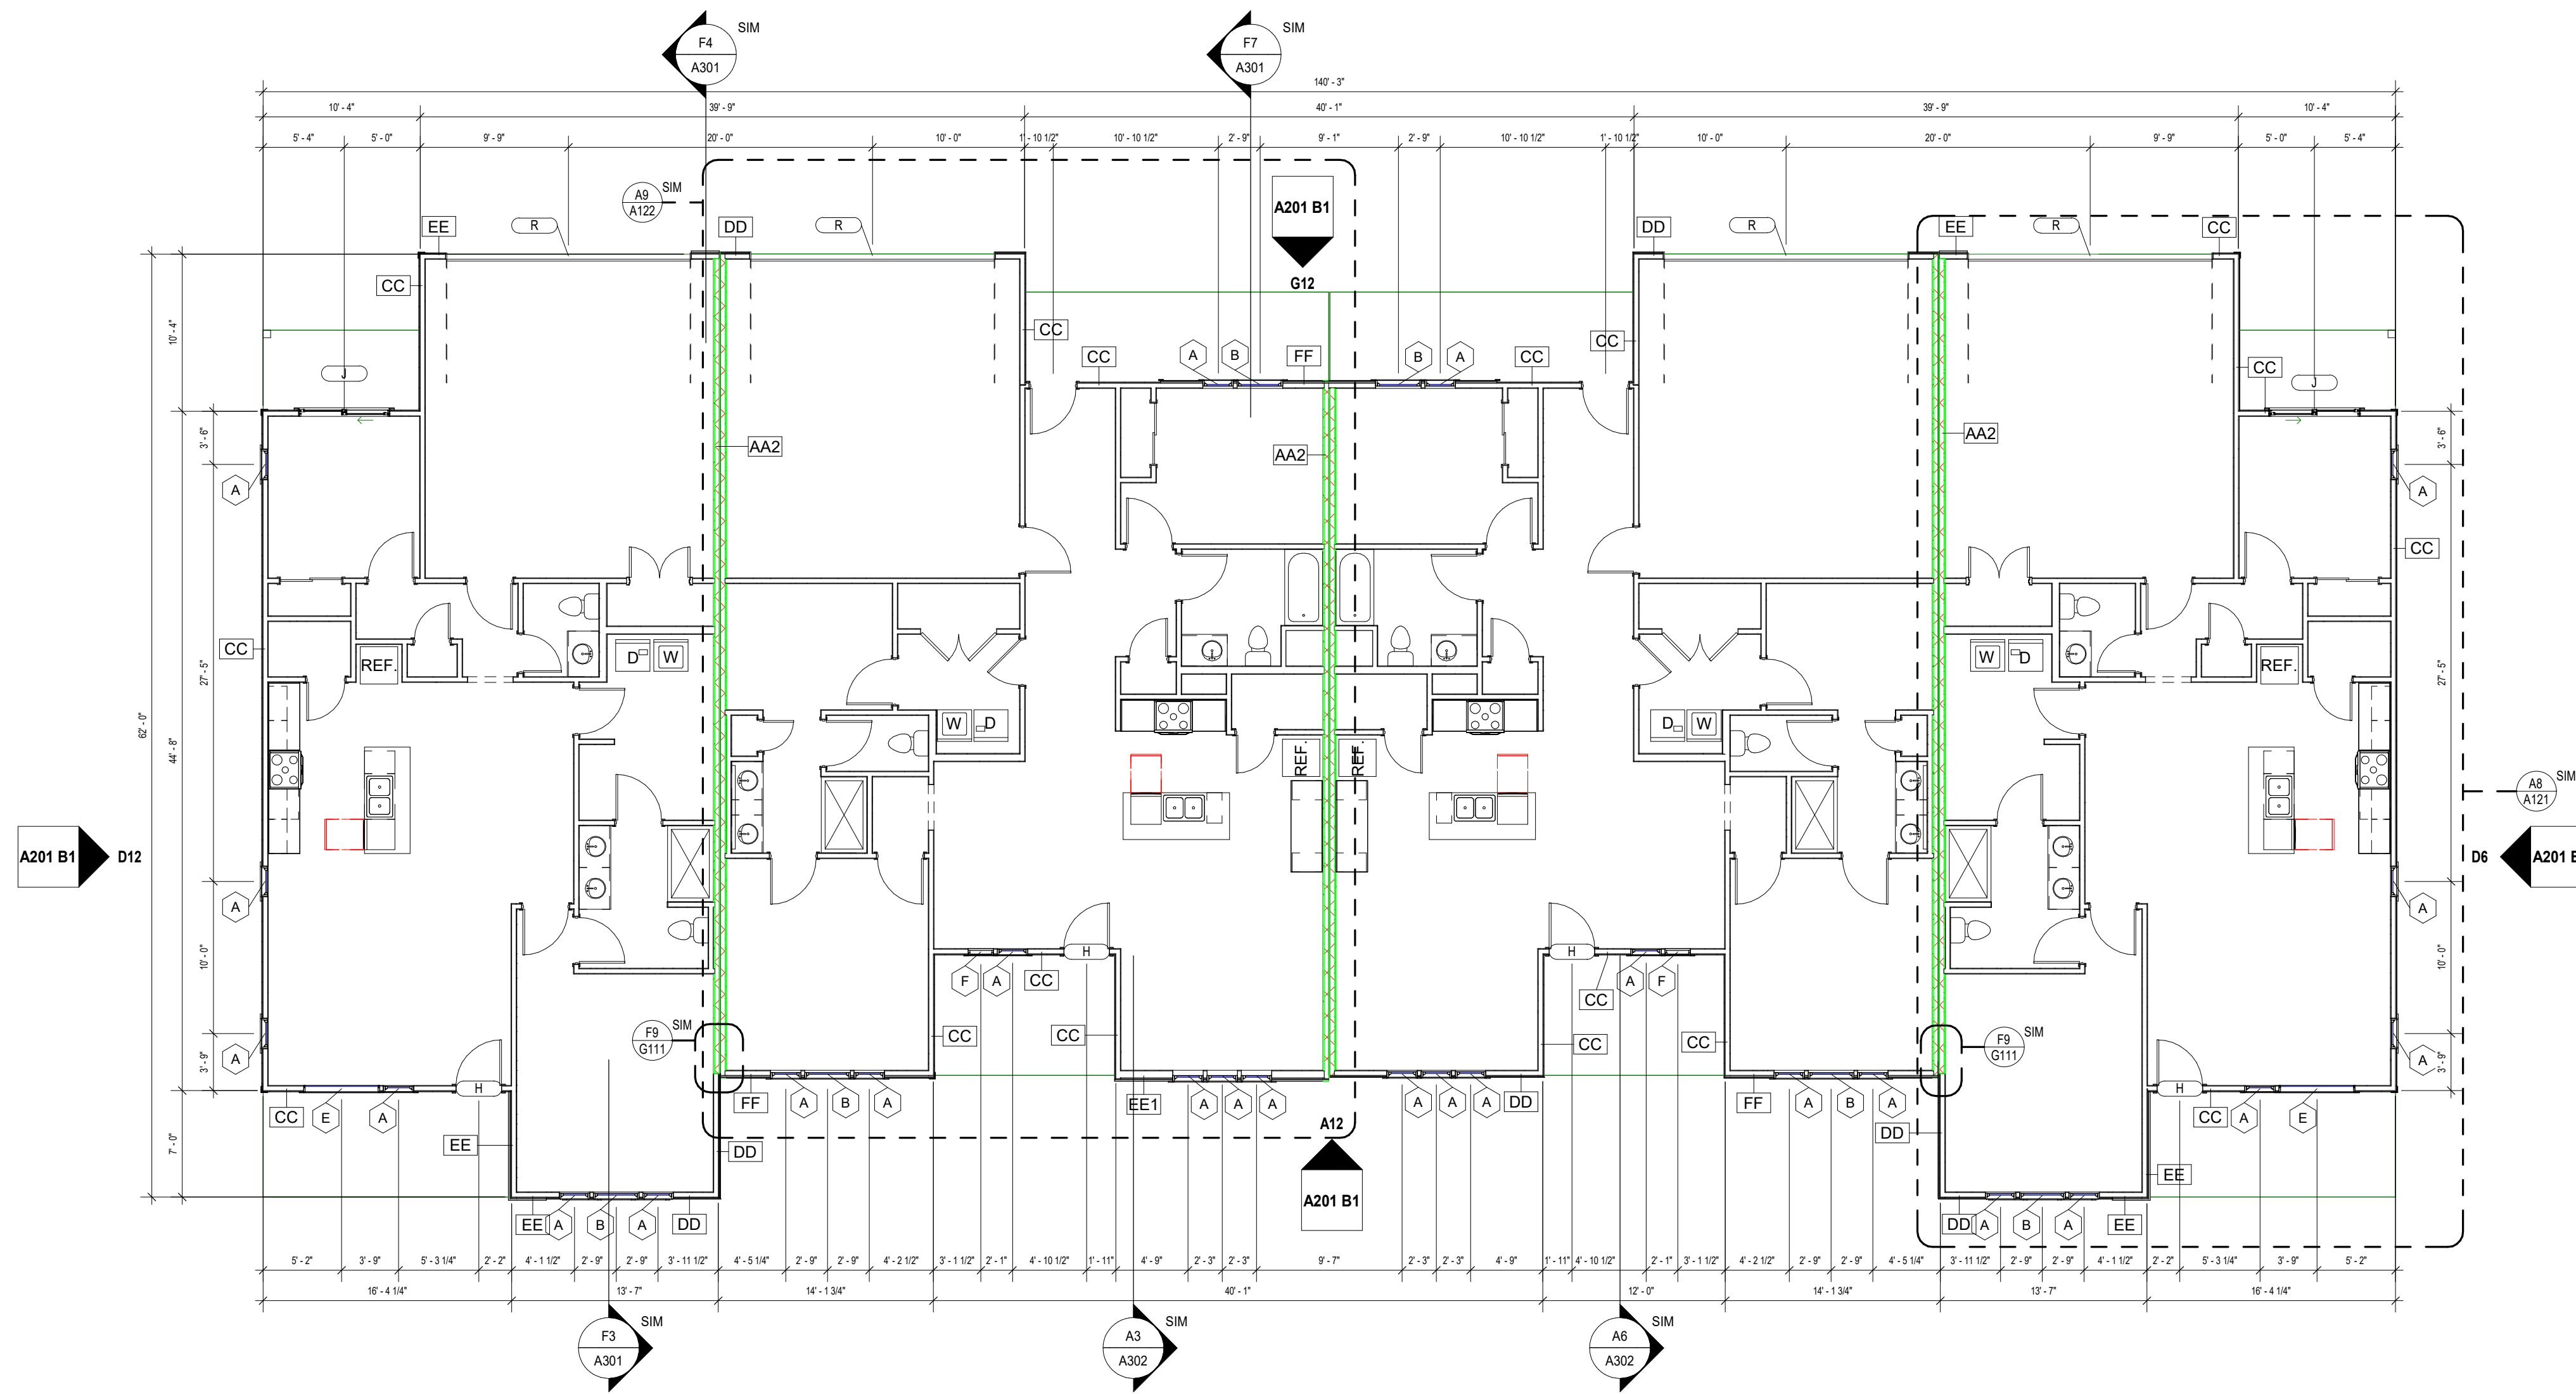 F4
A301
SIM
F7
A301
SIM
140' - 3"
10' - 4"
39' - 9"
40' - 1"
39' - 9"
10' - 4"
5' - 4"
5' - 0"
9' - 9"
20' - 0"
10' - 0"
1' - 10 1/2"
10' - 10 1/2"
2' - 9"
9' - 1"
2' - 9"
10' - 10 1/2"
1' - 10 1/2"
10' - 0"
20' - 0"
9' - 9"
5' - 0"
5' - 4"
A9
A122
SIM
A201 B1
G12
EE
R
DD
R
DD
R
EE
R
CC
CC
CC
CC
CC
A
B
FF
B
A
CC
CC
J
J
10' - 4"
3' - 6"
27' - 5"
10' - 0"
3' - 9"
62' - 0"
44' - 8"
7' - 0"
3' - 6"
27' - 5"
10' - 0"
3' - 9"
AA2
AA2
AA2
A
A
CC
CC
REF.
D
W
W
D
D
W
W
D
REF.
REF.
REF.
A201 B1
D12
A8
A121
SIM
D6
A201 B
A
A
A
A
H
H
F
A
CC
CC
A
F
F9
G111
SIM
F9
G111
SIM
CC
CC
CC
CC
H
H
CC
E
A
FF
A
B
A
EE1
A
A
A
A
A
A
DD
FF
A
B
A
CC
A
E
EE
DD
A12
A201 B1
DD
EE
EE
A
B
A
DD
DD
A
B
A
EE
5' - 2"
3' - 9"
5' - 3 1/4"
2' - 2"
4' - 1 1/2"
2' - 9"
2' - 9"
3' - 11 1/2"
4' - 5 1/4"
2' - 9"
2' - 9"
4' - 2 1/2"
3' - 1 1/2"
2' - 1"
4' - 10 1/2"
1' - 11"
4' - 9"
2' - 3"
2' - 3"
9' - 7"
2' - 3"
2' - 3"
4' - 9"
1' - 11"
4' - 10 1/2"
2' - 1"
3' - 1 1/2"
4' - 2 1/2"
2' - 9"
2' - 9"
4' - 5 1/4"
3' - 11 1/2"
2' - 9"
2' - 9"
4' - 1 1/2"
2' - 2"
5' - 3 1/4"
3' - 9"
5' - 2"
16' - 4 1/4"
13' - 7"
14' - 1 3/4"
40' - 1"
12' - 0"
14' - 1 3/4"
13' - 7"
16' - 4 1/4"
F3
A301
SIM
A3
A302
SIM
A6
A302
SIM